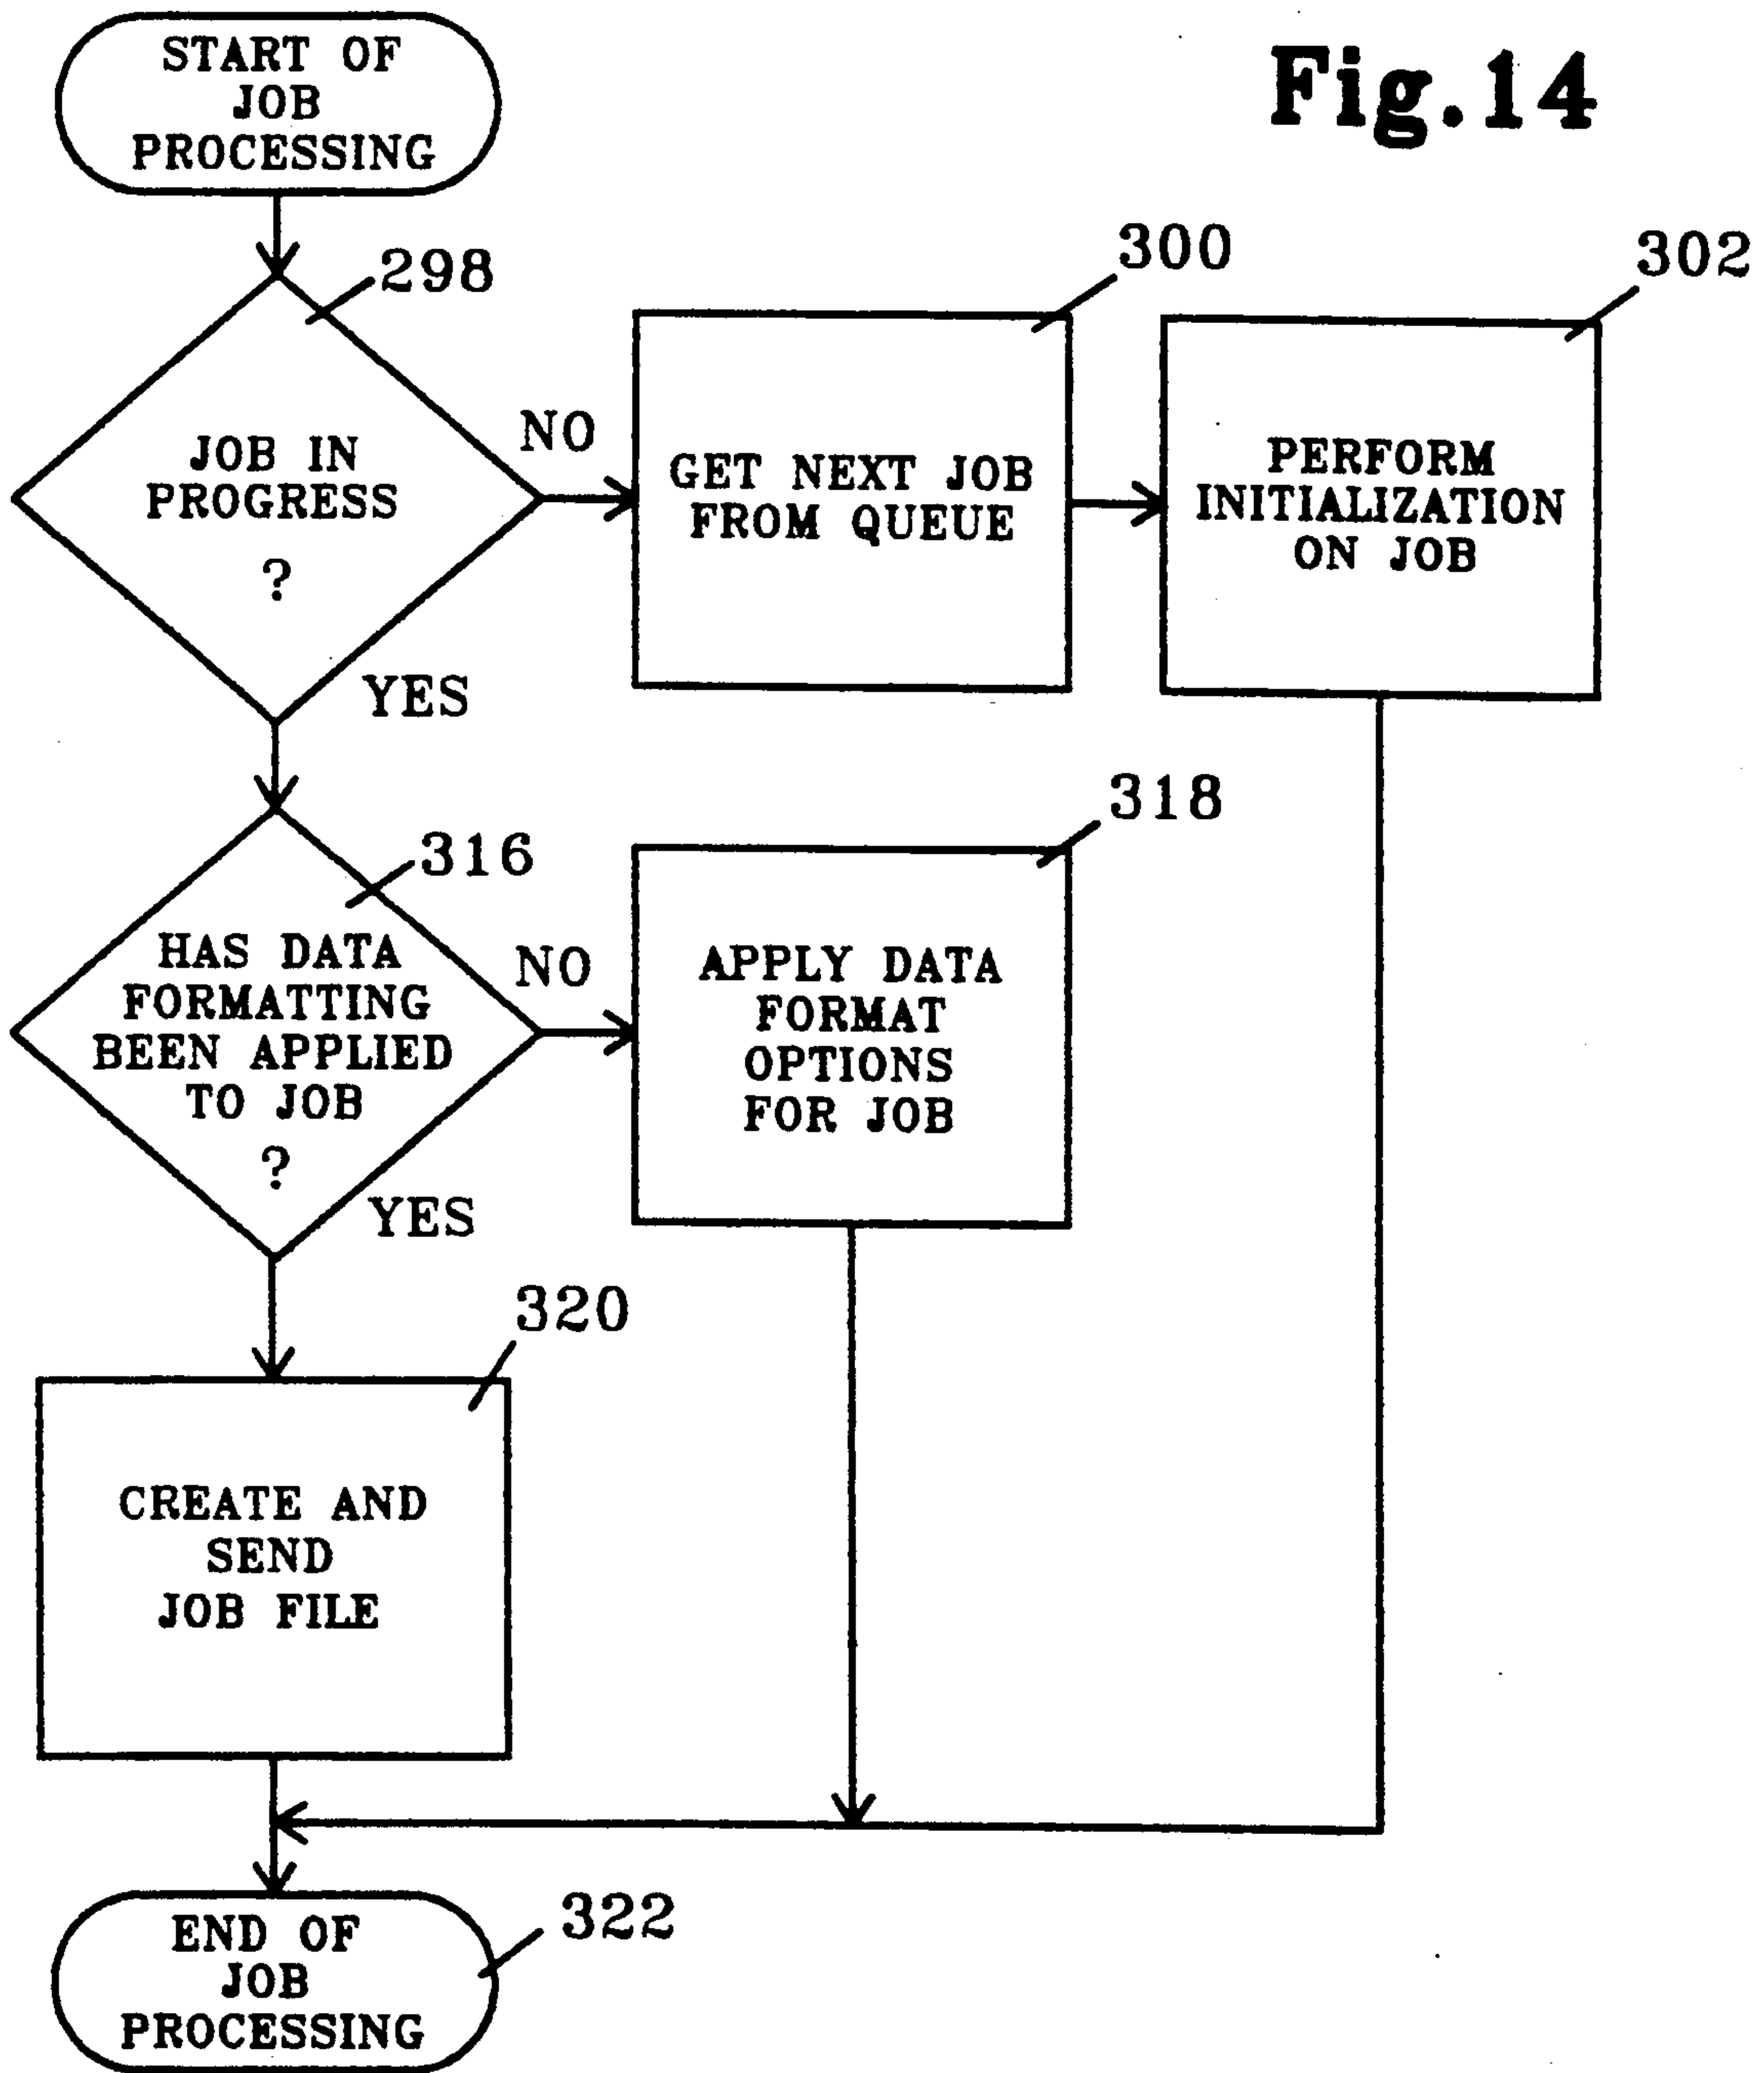 Fig.14
START OF
JOB
PROCESSING
298
JOB IN
PROGRESS
?
NO
YES
300
GET NEXT JOB
FROM QUEUE
302
PERFORM
INITIALIZATION
ON JOB
316
HAS DATA
FORMATTING
BEEN APPLIED
TO JOB
?
NO
YES
318
APPLY DATA
FORMAT
OPTIONS
FOR JOB
320
CREATE AND
SEND
JOB FILE
322
END OF
JOB
PROCESSING